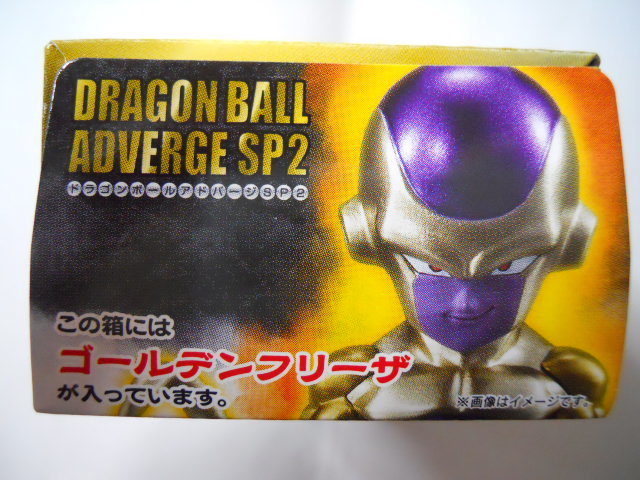 DRAGON BALL
ADVERGE SP2
ドラゴンボールアドバージSP2
この箱には
ゴールデンフリーザ
が入っています。
※画像はイメージです。